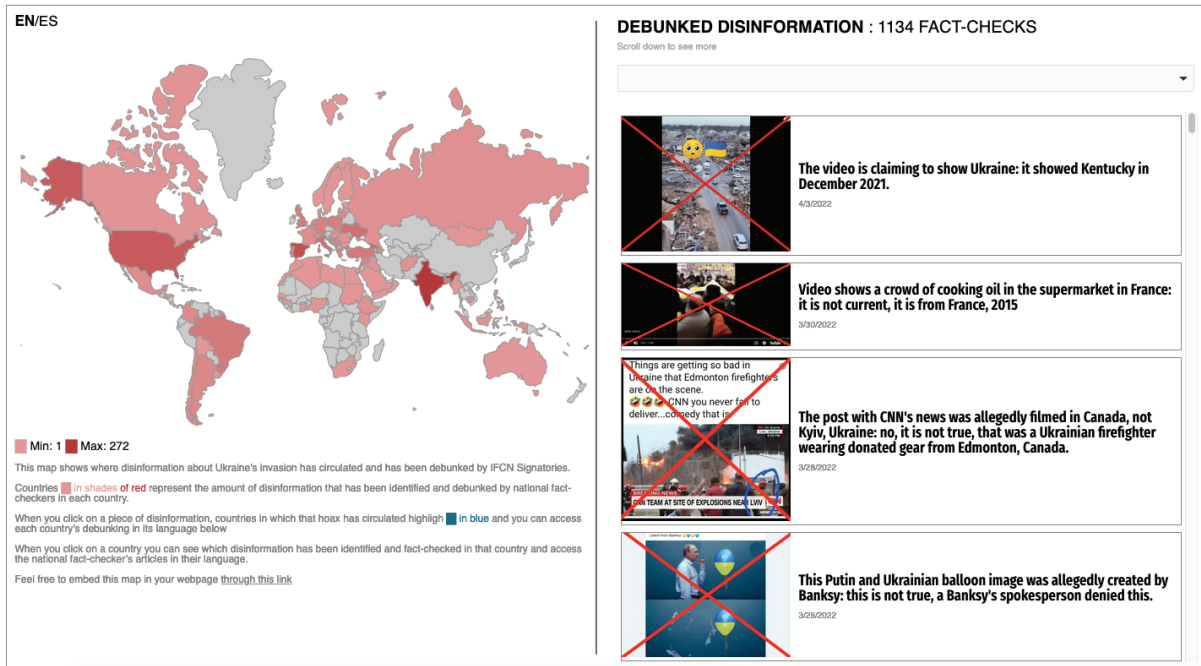 EN/ES
Min: 1 Max: 272
This map shows where disinformation about Ukraine's invasion has circulated and has been debunked by IFCN Signatories.
Countries in shades of red represent the amount of disinformation that has been identified and debunked by national fact-
checkers in each country.
When you click on a piece of disinformation, countries in which that hoax has circulated highligh in blue and you can access
each country's debunking in its language below
When you click on a country you can see which disinformation has been identified and fact-checked in that country and access
the national fact-checker's articles in their language.
Feel free to embed this map in your webpage through this link
DEBUNKED DISINFORMATION : 1134 FACT-CHECKS
Scroll down to see more
The video is claiming to show Ukraine: it showed Kentucky in
December 2021.
4/3/2022
Video shows a crowd of cooking oil in the supermarket in France:
it is not current, it is from France, 2015
3/30/2022
Things are getting so bad in
Ukraine that Edmonton firefighters
are on the scene.
CNN you never fail to
deliver...comedy that is
BREAKING NEWS
CNN TEAM AT SITE OF EXPLOSIONS NEAR LVIV
The post with CNN's news was allegedly filmed in Canada, not
Kyiv, Ukraine: no, it is not true, that was a Ukrainian firefighter
wearing donated gear from Edmonton, Canada.
3/28/2022
Latest from Banksy
This Putin and Ukrainian balloon image was allegedly created by
Banksy: this is not true, a Banksy's spokesperson denied this.
3/26/2022